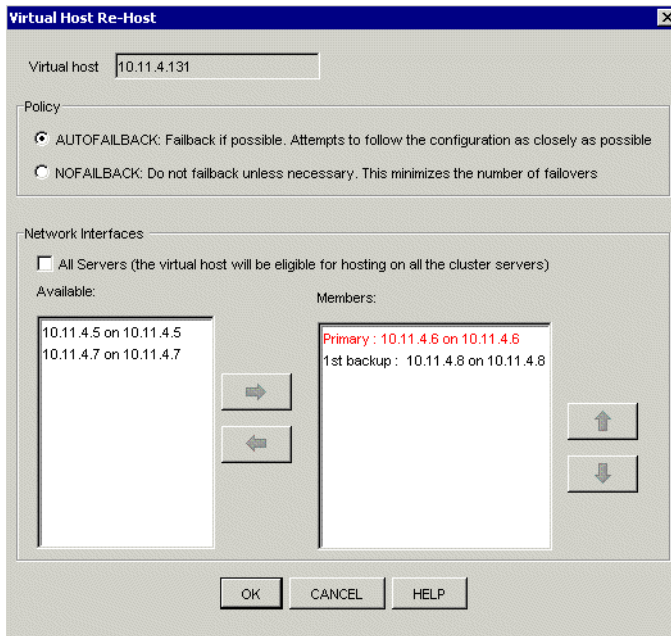 Virtual Host Re-Host
Virtual host 10.11.4.131
Policy
AUTOFAILBACK: Failback if possible. Attempts to follow the configuration as closely as possible
NOFAILBACK: Do not failback unless necessary. This minimizes the number of failovers
Network Interfaces
All Servers (the virtual host will be eligible for hosting on all the cluster servers)
Available:
10.11.4.5 on 10.11.4.5
10.11.4.7 on 10.11.4.7
Members:
Primary : 10.11.4.6 on 10.11.4.6
1st backup : 10.11.4.8 on 10.11.4.8
OK CANCEL HELP